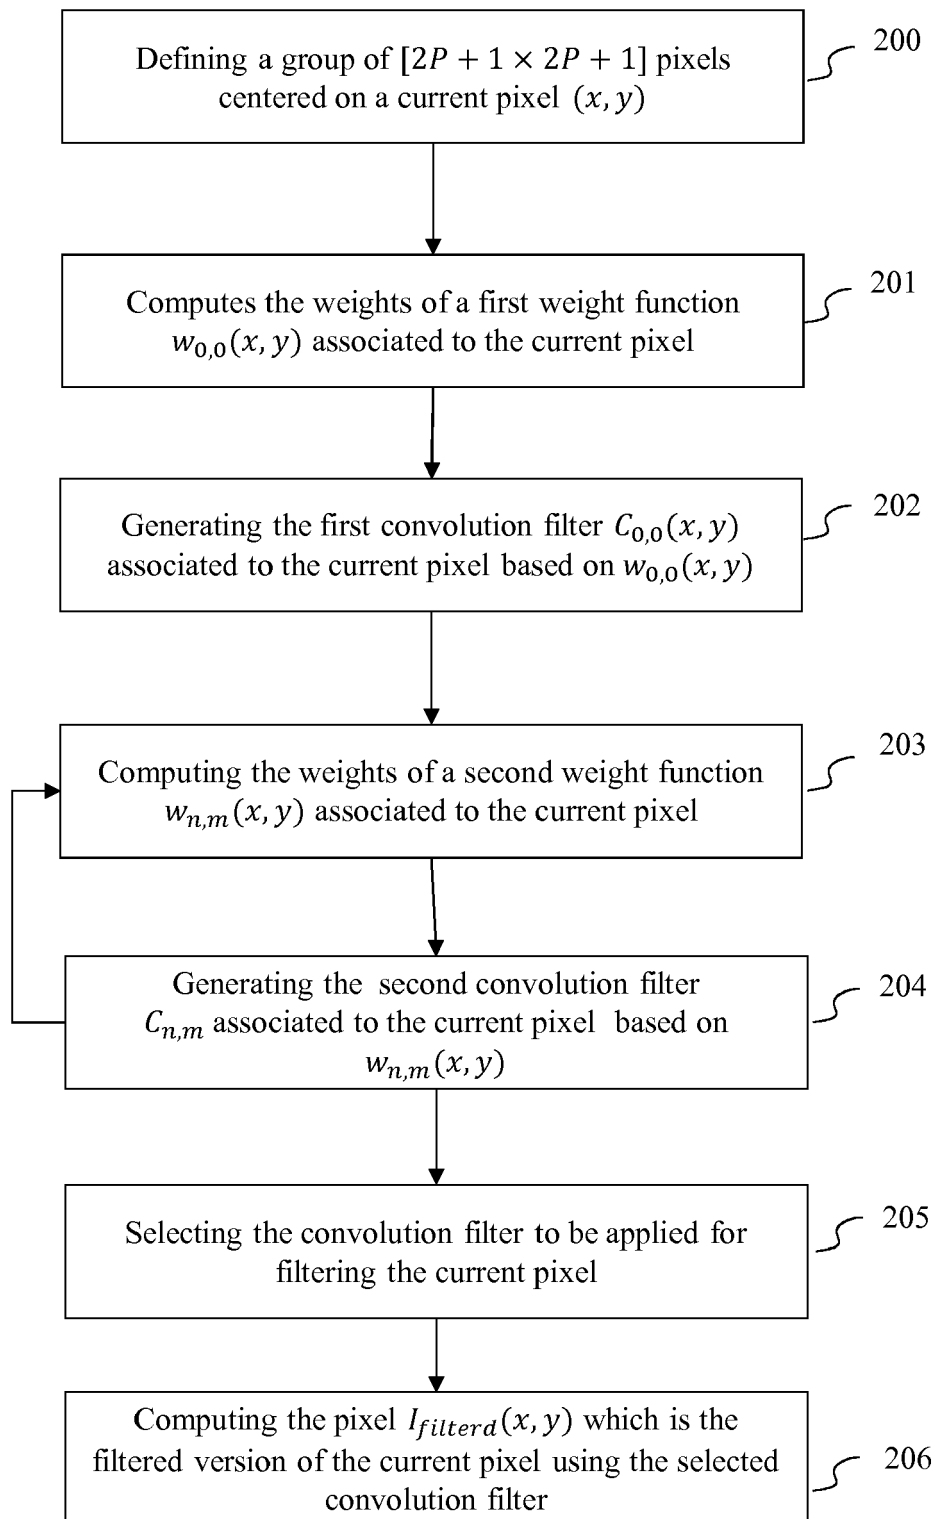 Defining a group of [2P + 1 × 2P + 1] pixels
centered on a current pixel (x, y)
200
Computes the weights of a first weight function
w₀,₀(x, y) associated to the current pixel
201
Generating the first convolution filter C₀,₀(x, y)
associated to the current pixel based on w₀,₀(x, y)
202
Computing the weights of a second weight function
wₙ,ₘ(x, y) associated to the current pixel
203
Generating the second convolution filter
Cₙ,ₘ associated to the current pixel based on
wₙ,ₘ(x, y)
204
Selecting the convolution filter to be applied for
filtering the current pixel
205
Computing the pixel I_filterd(x, y) which is the
filtered version of the current pixel using the selected
convolution filter
206